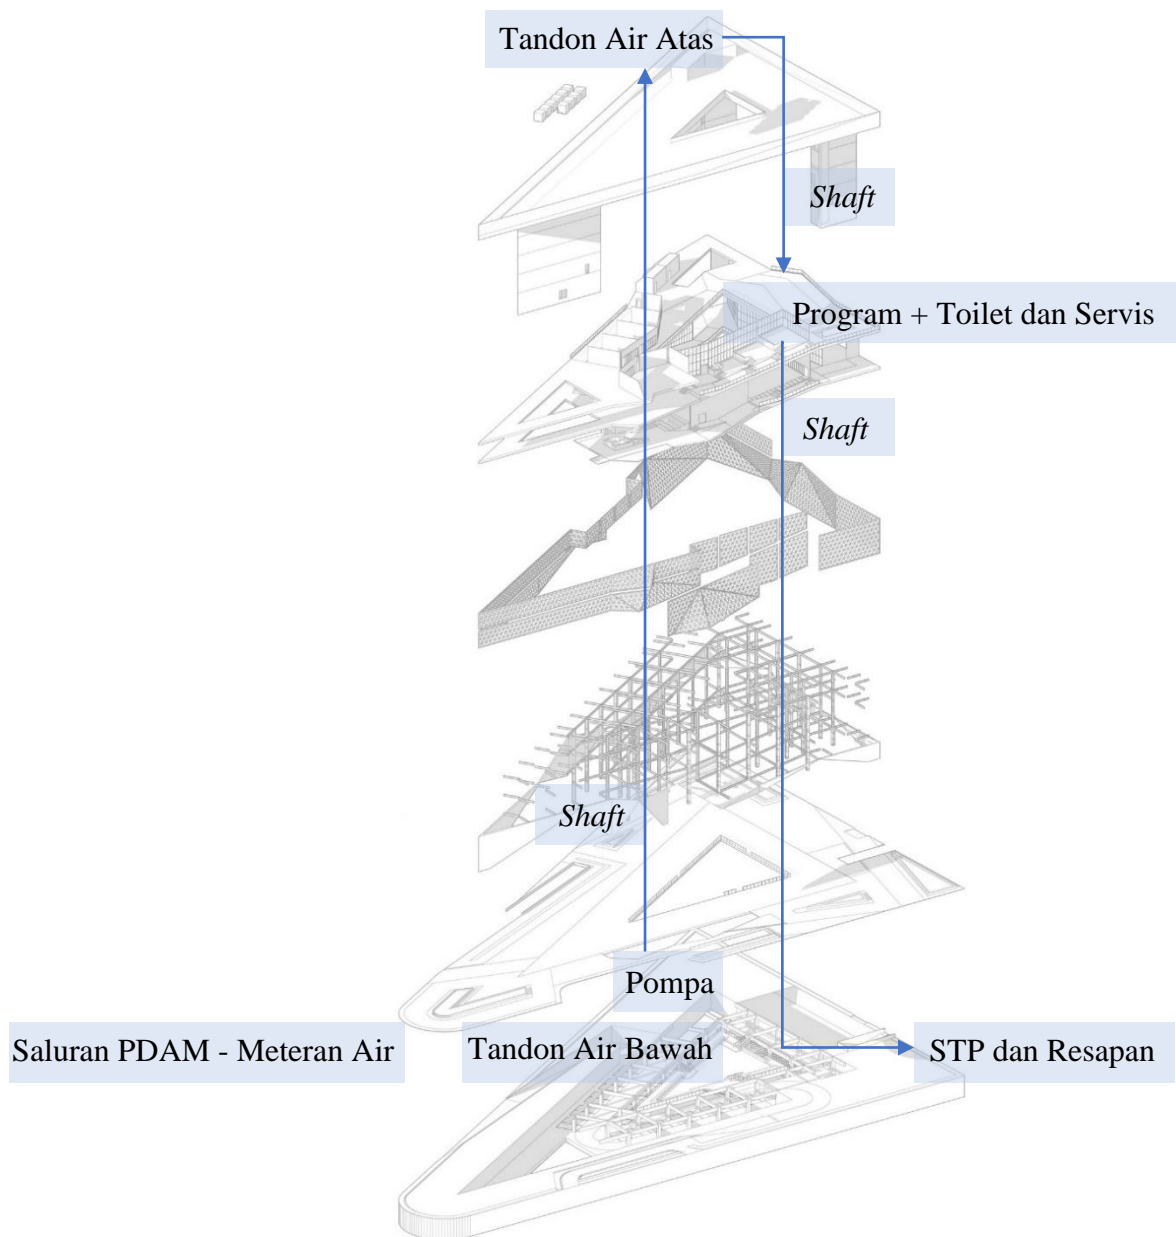 Tandon Air Atas
Shaft
Program + Toilet dan Servis
Shaft
Shaft
Pompa
Saluran PDAM - Meteran Air
Tandon Air Bawah
STP dan Resapan